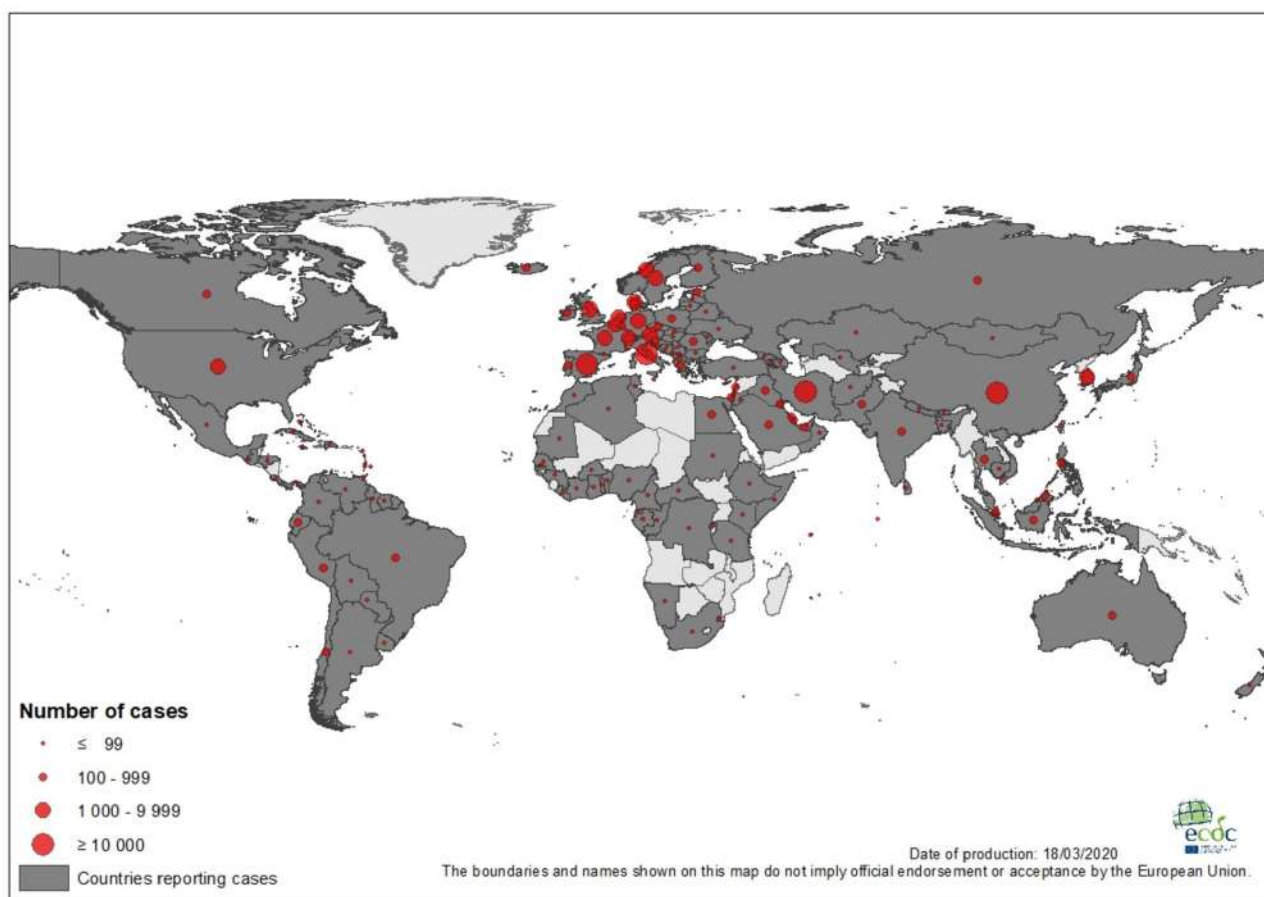 Number of cases
≤ 99
100 - 999
1 000 - 9 999
≥ 10 000
Countries reporting cases
ecdc
Date of production: 18/03/2020
The boundaries and names shown on this map do not imply official endorsement or acceptance by the European Union.